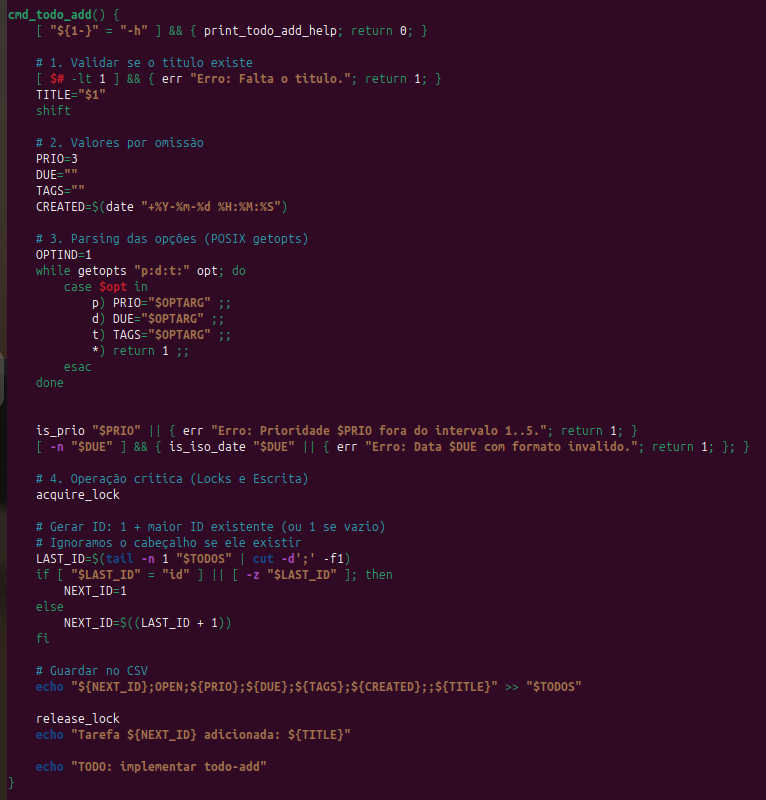 cmd_todo_add() {
    [ "${1-}" = "-h" ] && { print_todo_add_help; return 0; }

    # 1. Validar se o título existe
    [ $# -lt 1 ] && { err "Erro: Falta o titulo."; return 1; }
    TITLE="$1"
    shift

    # 2. Valores por omissão
    PRIO=3
    DUE=""
    TAGS=""
    CREATED=$(date "+%Y-%m-%d %H:%M:%S")

    # 3. Parsing das opções (POSIX getopts)
    OPTIND=1
    while getopts "p:d:t:" opt; do
        case $opt in
            p) PRIO="$OPTARG" ;;
            d) DUE="$OPTARG" ;;
            t) TAGS="$OPTARG" ;;
            *) return 1 ;;
        esac
    done


    is_prio "$PRIO" || { err "Erro: Prioridade $PRIO fora do intervalo 1..5."; return 1; }
    [ -n "$DUE" ] && { is_iso_date "$DUE" || { err "Erro: Data $DUE com formato invalido."; return 1; }; }

    # 4. Operação crítica (Locks e Escrita)
    acquire_lock

    # Gerar ID: 1 + maior ID existente (ou 1 se vazio)
    # Ignoramos o cabeçalho se ele existir
    LAST_ID=$(tail -n 1 "$TODOS" | cut -d';' -f1)
    if [ "$LAST_ID" = "id" ] || [ -z "$LAST_ID" ]; then
        NEXT_ID=1
    else
        NEXT_ID=$((LAST_ID + 1))
    fi

    # Guardar no CSV
    echo "${NEXT_ID};OPEN;${PRIO};${DUE};${TAGS};${CREATED};;${TITLE}" >> "$TODOS"

    release_lock
    echo "Tarefa ${NEXT_ID} adicionada: ${TITLE}"

    echo "TODO: implementar todo-add"
}